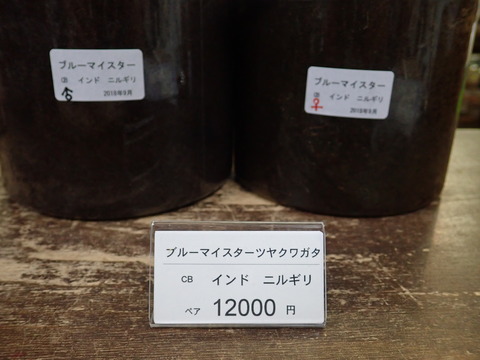 ブルーマイスター
CB インド ニルギリ
♂
2018年9月
ブルーマイスター
CB インド ニルギリ
♀
2018年9月
ブルーマイスターツヤクワガタ
CB インド ニルギリ
ペア 12000 円